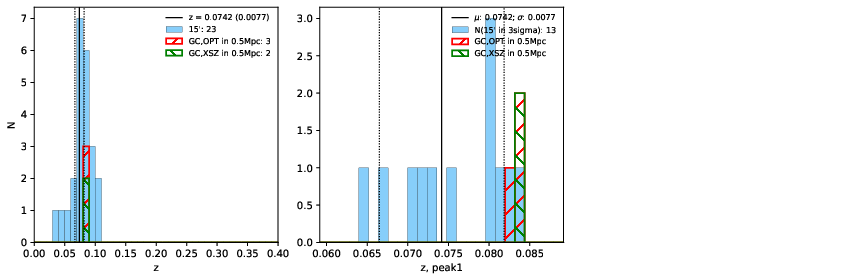 z = 0.0742 (0.0077)
15': 23
GC,OPT in 0.5Mpc: 3
GC,XSZ in 0.5Mpc: 2
N
7
6
5
4
3
2
1
0
0.00 0.05 0.10 0.15 0.20 0.25 0.30 0.35 0.40
z
μ: 0.0742; σ: 0.0077
N(15' in 3sigma): 13
GC,OPT in 0.5Mpc
GC,XSZ in 0.5Mpc
3.0
2.5
2.0
1.5
1.0
0.5
0.0
0.060 0.065 0.070 0.075 0.080 0.085
z, peak1